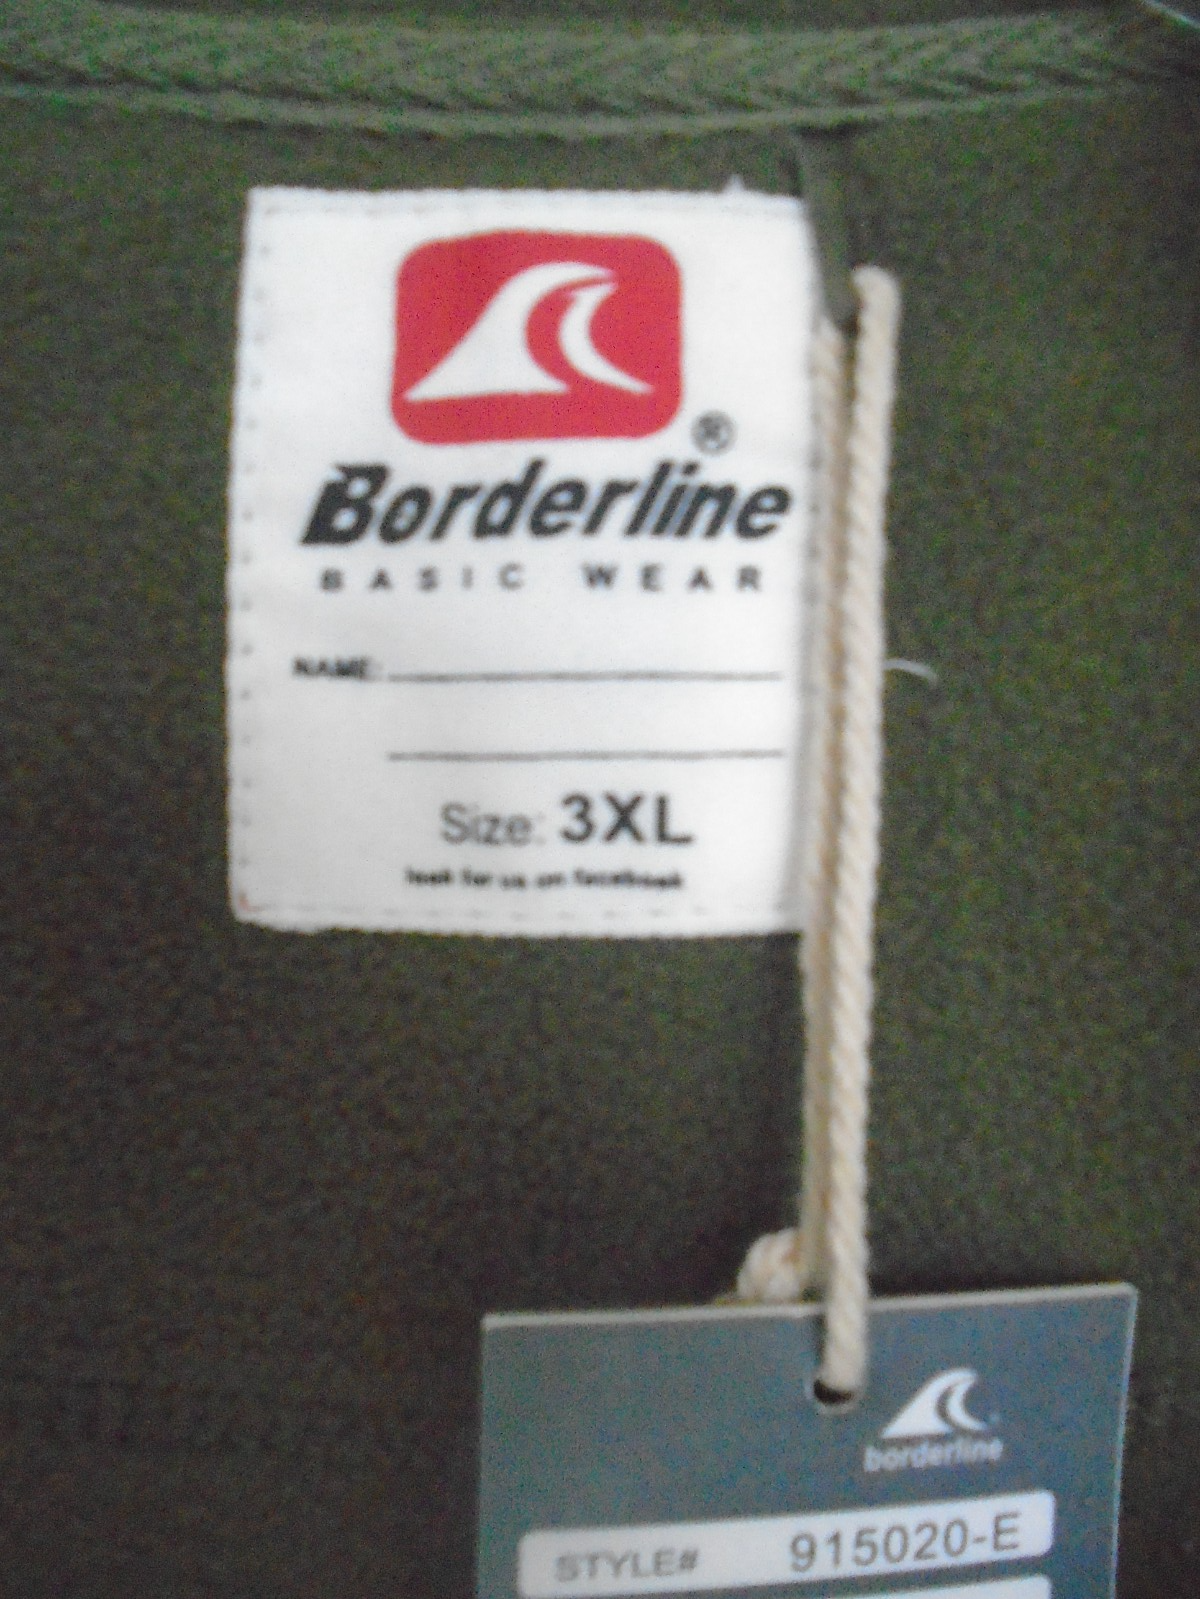 ®
Borderline
BASIC WEAR
NAME:
Size: 3XL
look for us on facebook
borderline
STYLE# 915020-E